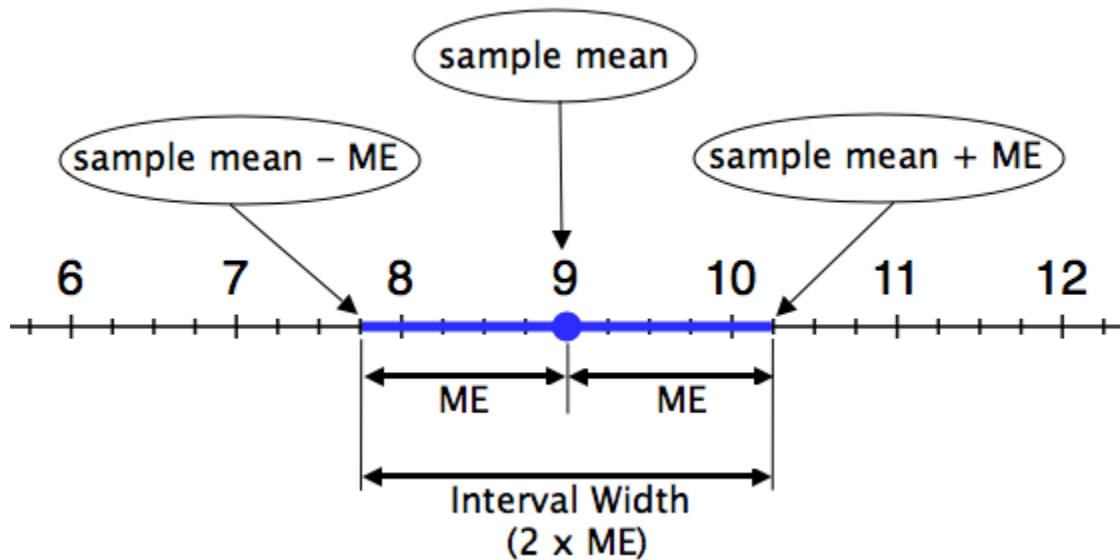 sample mean
sample mean – ME
sample mean + ME
6 7 8 9 10 11 12
ME ME
Interval Width
(2 x ME)